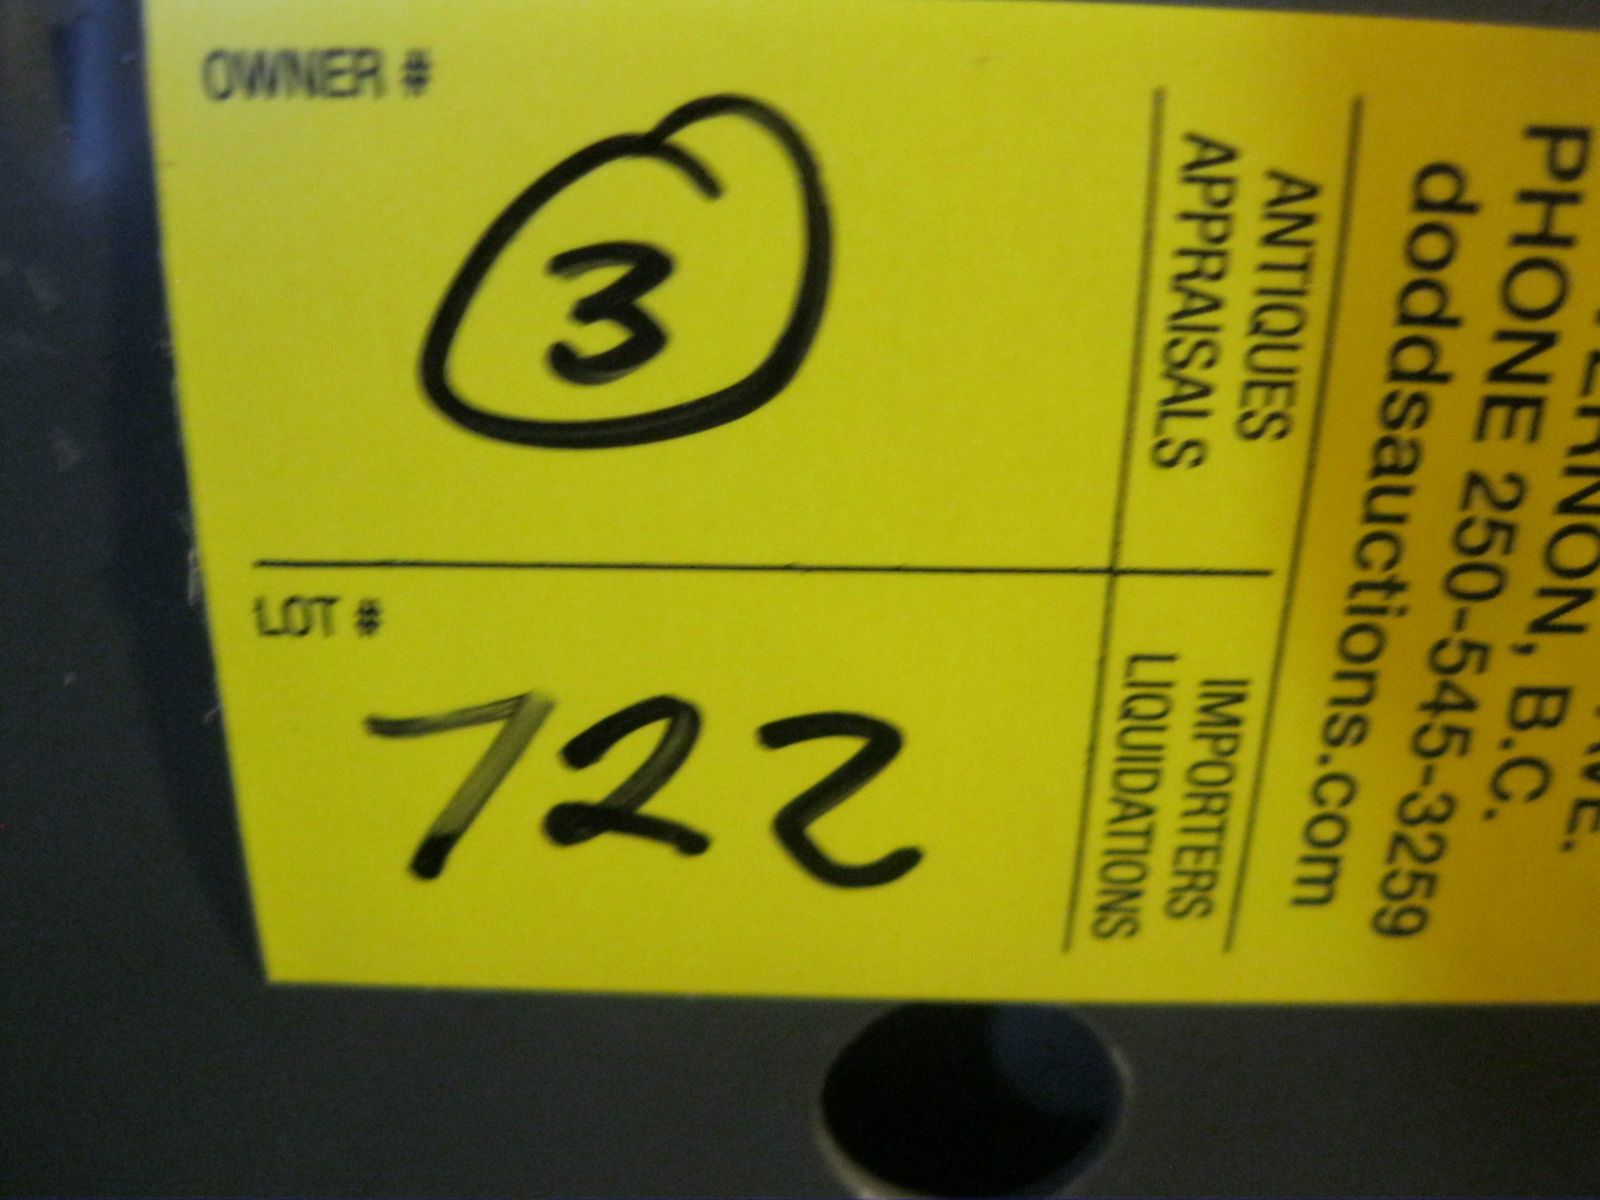 OWNER #
3
LOT #
722
ANTIQUES
APPRAISALS
IMPORTERS
LIQUIDATIONS
B.C.
PHONE 250-545-3259
doddsauctions.com